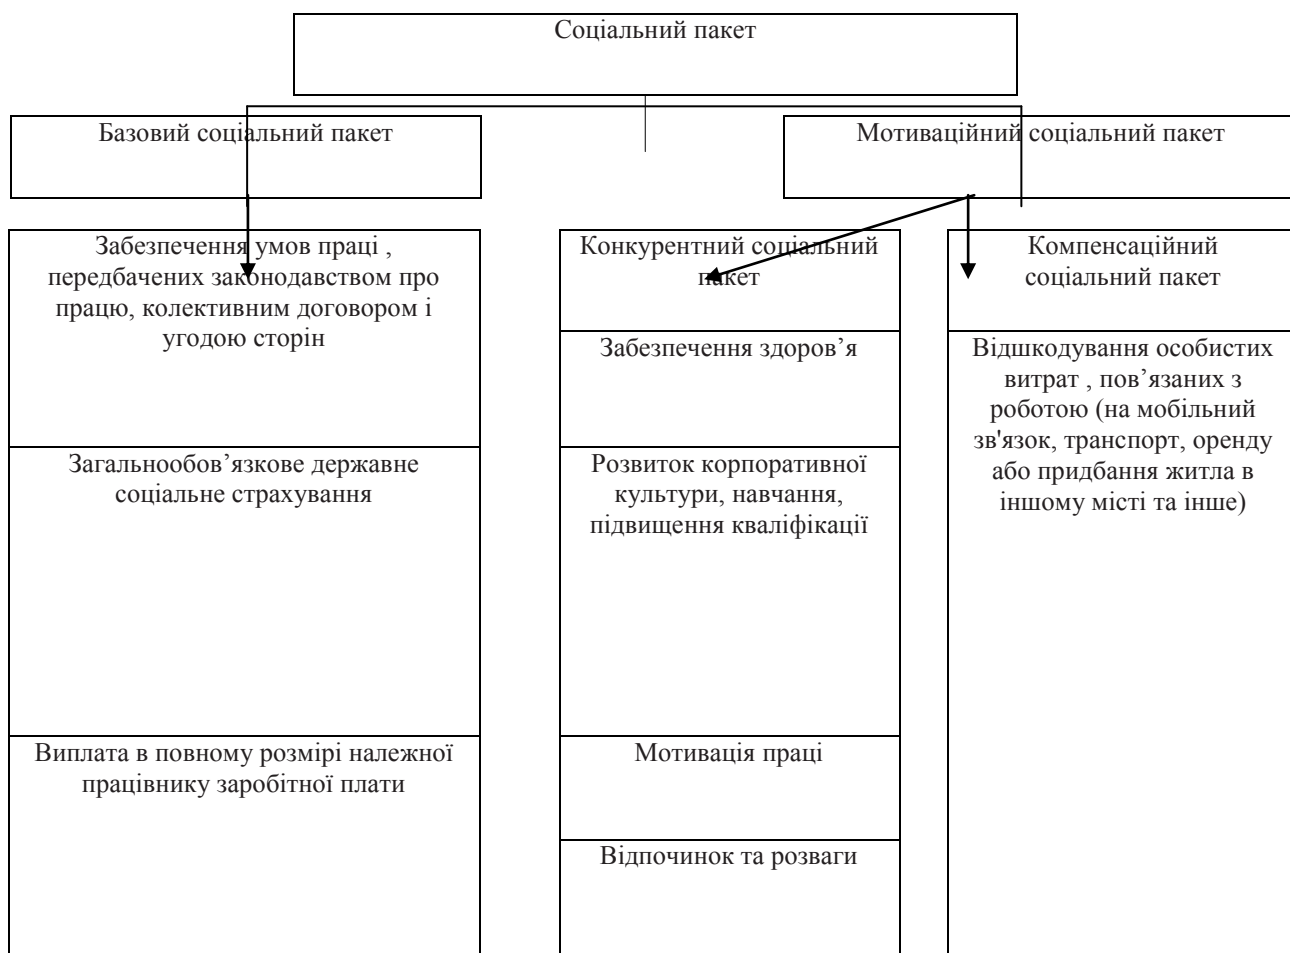 Соціальний пакет
Базовий соціальний пакет
Мотиваційний соціальний пакет
Забезпечення умов праці ,
передбачених законодавством про
працю, колективним договором і
угодою сторін
Загальнообов’язкове державне
соціальне страхування
Виплата в повному розмірі належної
працівнику заробітної плати
Конкурентний соціальний
пакет
Забезпечення здоров’я
Розвиток корпоративної
культури, навчання,
підвищення кваліфікації
Мотивація праці
Відпочинок та розваги
Компенсаційний
соціальний пакет
Відшкодування особистих
витрат , пов’язаних з
роботою (на мобільний
зв'язок, транспорт, оренду
або придбання житла в
іншому місті та інше)